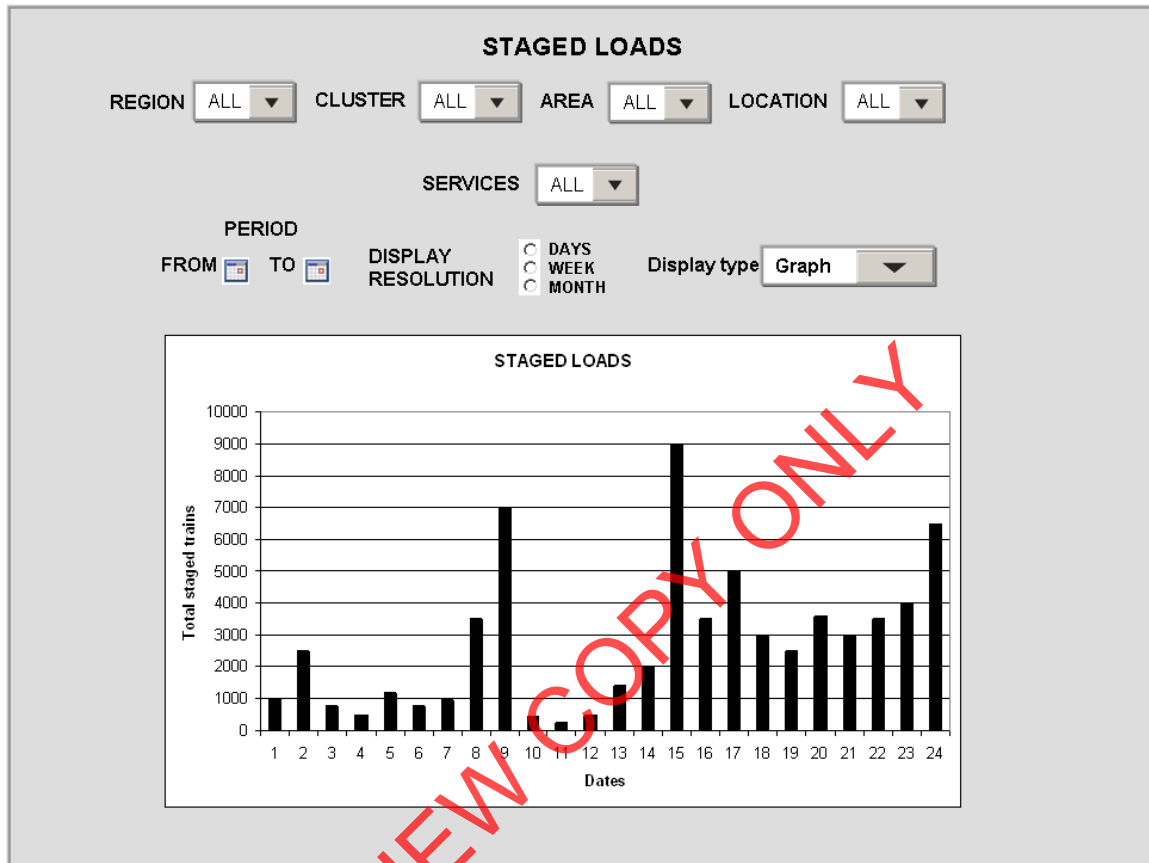 STAGED LOADS
REGION ALL CLUSTER ALL AREA ALL LOCATION ALL
SERVICES ALL
PERIOD
FROM TO
DISPLAY
RESOLUTION
DAYS
WEEK
MONTH
Display type Graph
STAGED LOADS
Total staged trains
10000
9000
8000
7000
6000
5000
4000
3000
2000
1000
0
1 2 3 4 5 6 7 8 9 10 11 12 13 14 15 16 17 18 19 20 21 22 23 24
Dates
EW COPY ONLY